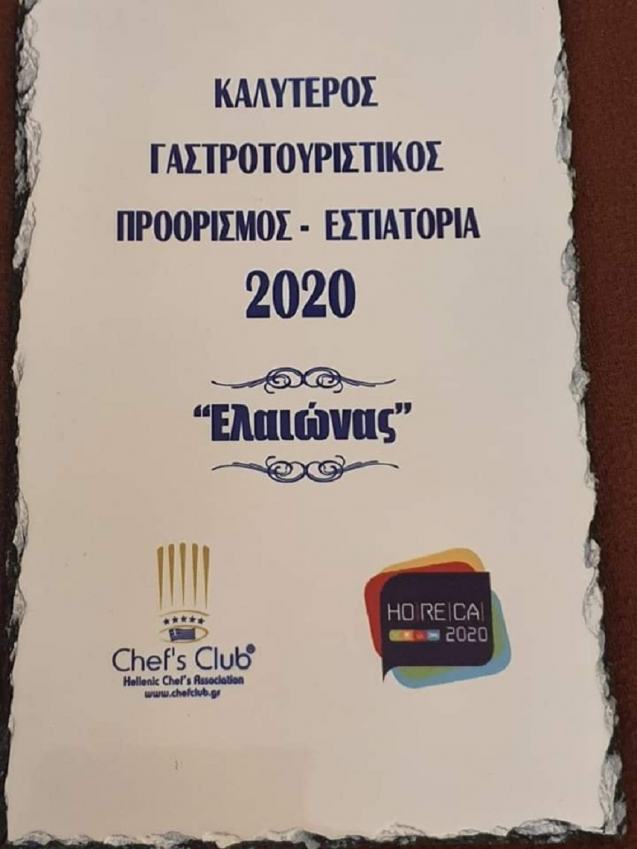 ΚΑΛΥΤΕΡΟΣ
ΓΑΣΤΡΟΤΟΥΡΙΣΤΙΚΟΣ
ΠΡΟΟΡΙΣΜΟΣ - ΕΣΤΙΑΤΟΡΙΑ
2020
“Ελαιώνας”
Chef's Club®
Hellenic Chef's Association
www.chefclub.gr
HO|RE|CA|
2020